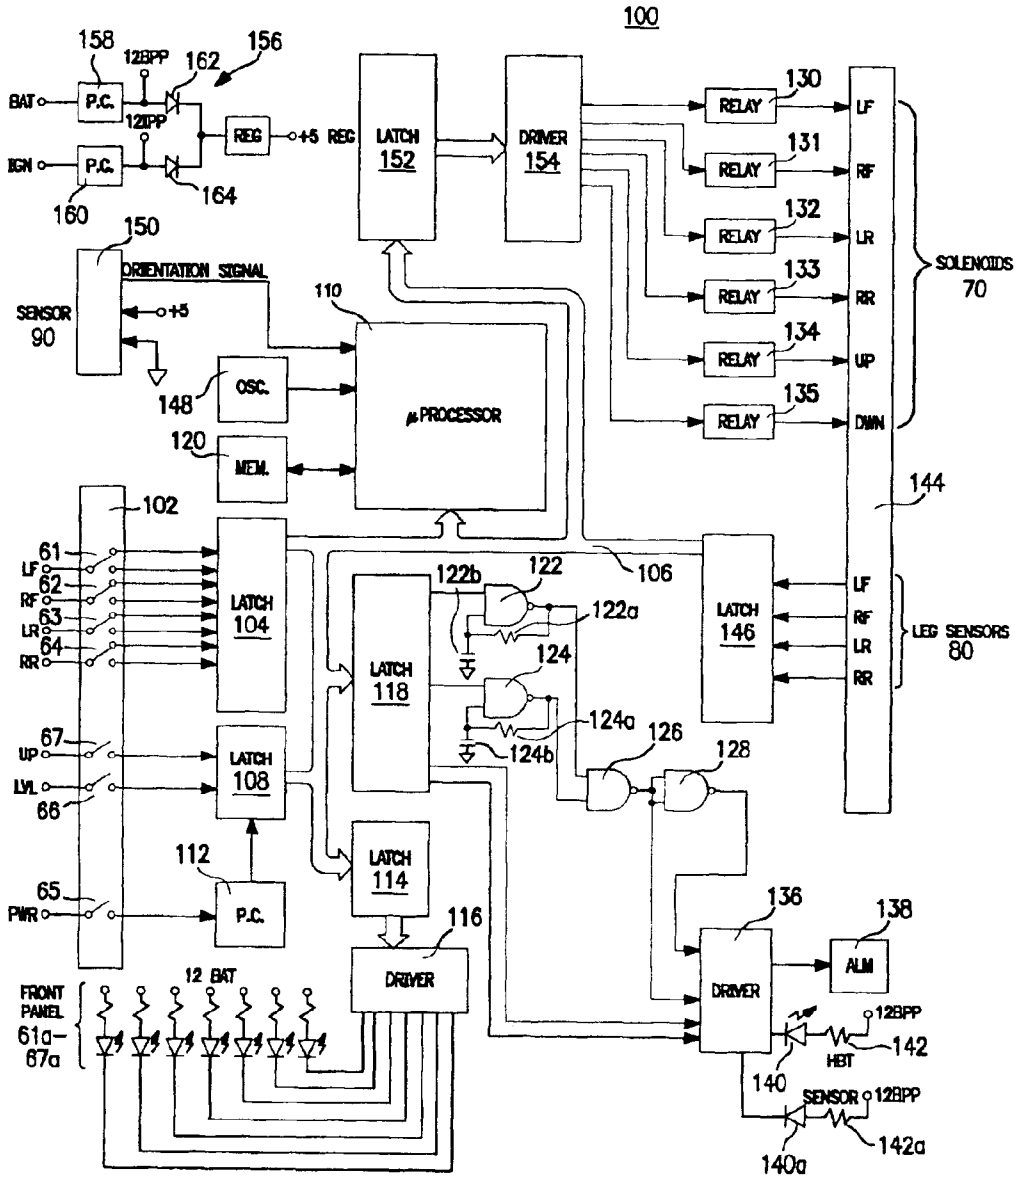 100
158
12BPP
162
156
BAT
P.C.
12IPP
REG
+5 REG
IGN
P.C.
160
164
LATCH
152
DRIVER
154
130
RELAY
LF
131
RELAY
RF
132
RELAY
LR
133
RELAY
RR
134
RELAY
UP
135
RELAY
DWN
SOLENOIDS
70
150
ORIENTATION SIGNAL
SENSOR
90
+5
110
μPROCESSOR
OSC.
148
120
MEM.
144
102
61
LF
62
RF
63
LR
64
RR
LATCH
104
106
122b
122
122a
LATCH
146
LF
RF
LR
RR
LEG SENSORS
80
LATCH
118
124
124a
124b
126
128
67
UP
LVL
66
LATCH
108
112
LATCH
114
65
PWR
P.C.
116
136
138
DRIVER
DRIVER
ALM
12 BAT
FRONT
PANEL
61a-
67a
12BPP
HBT
142
140
SENSOR
12BPP
142a
140a